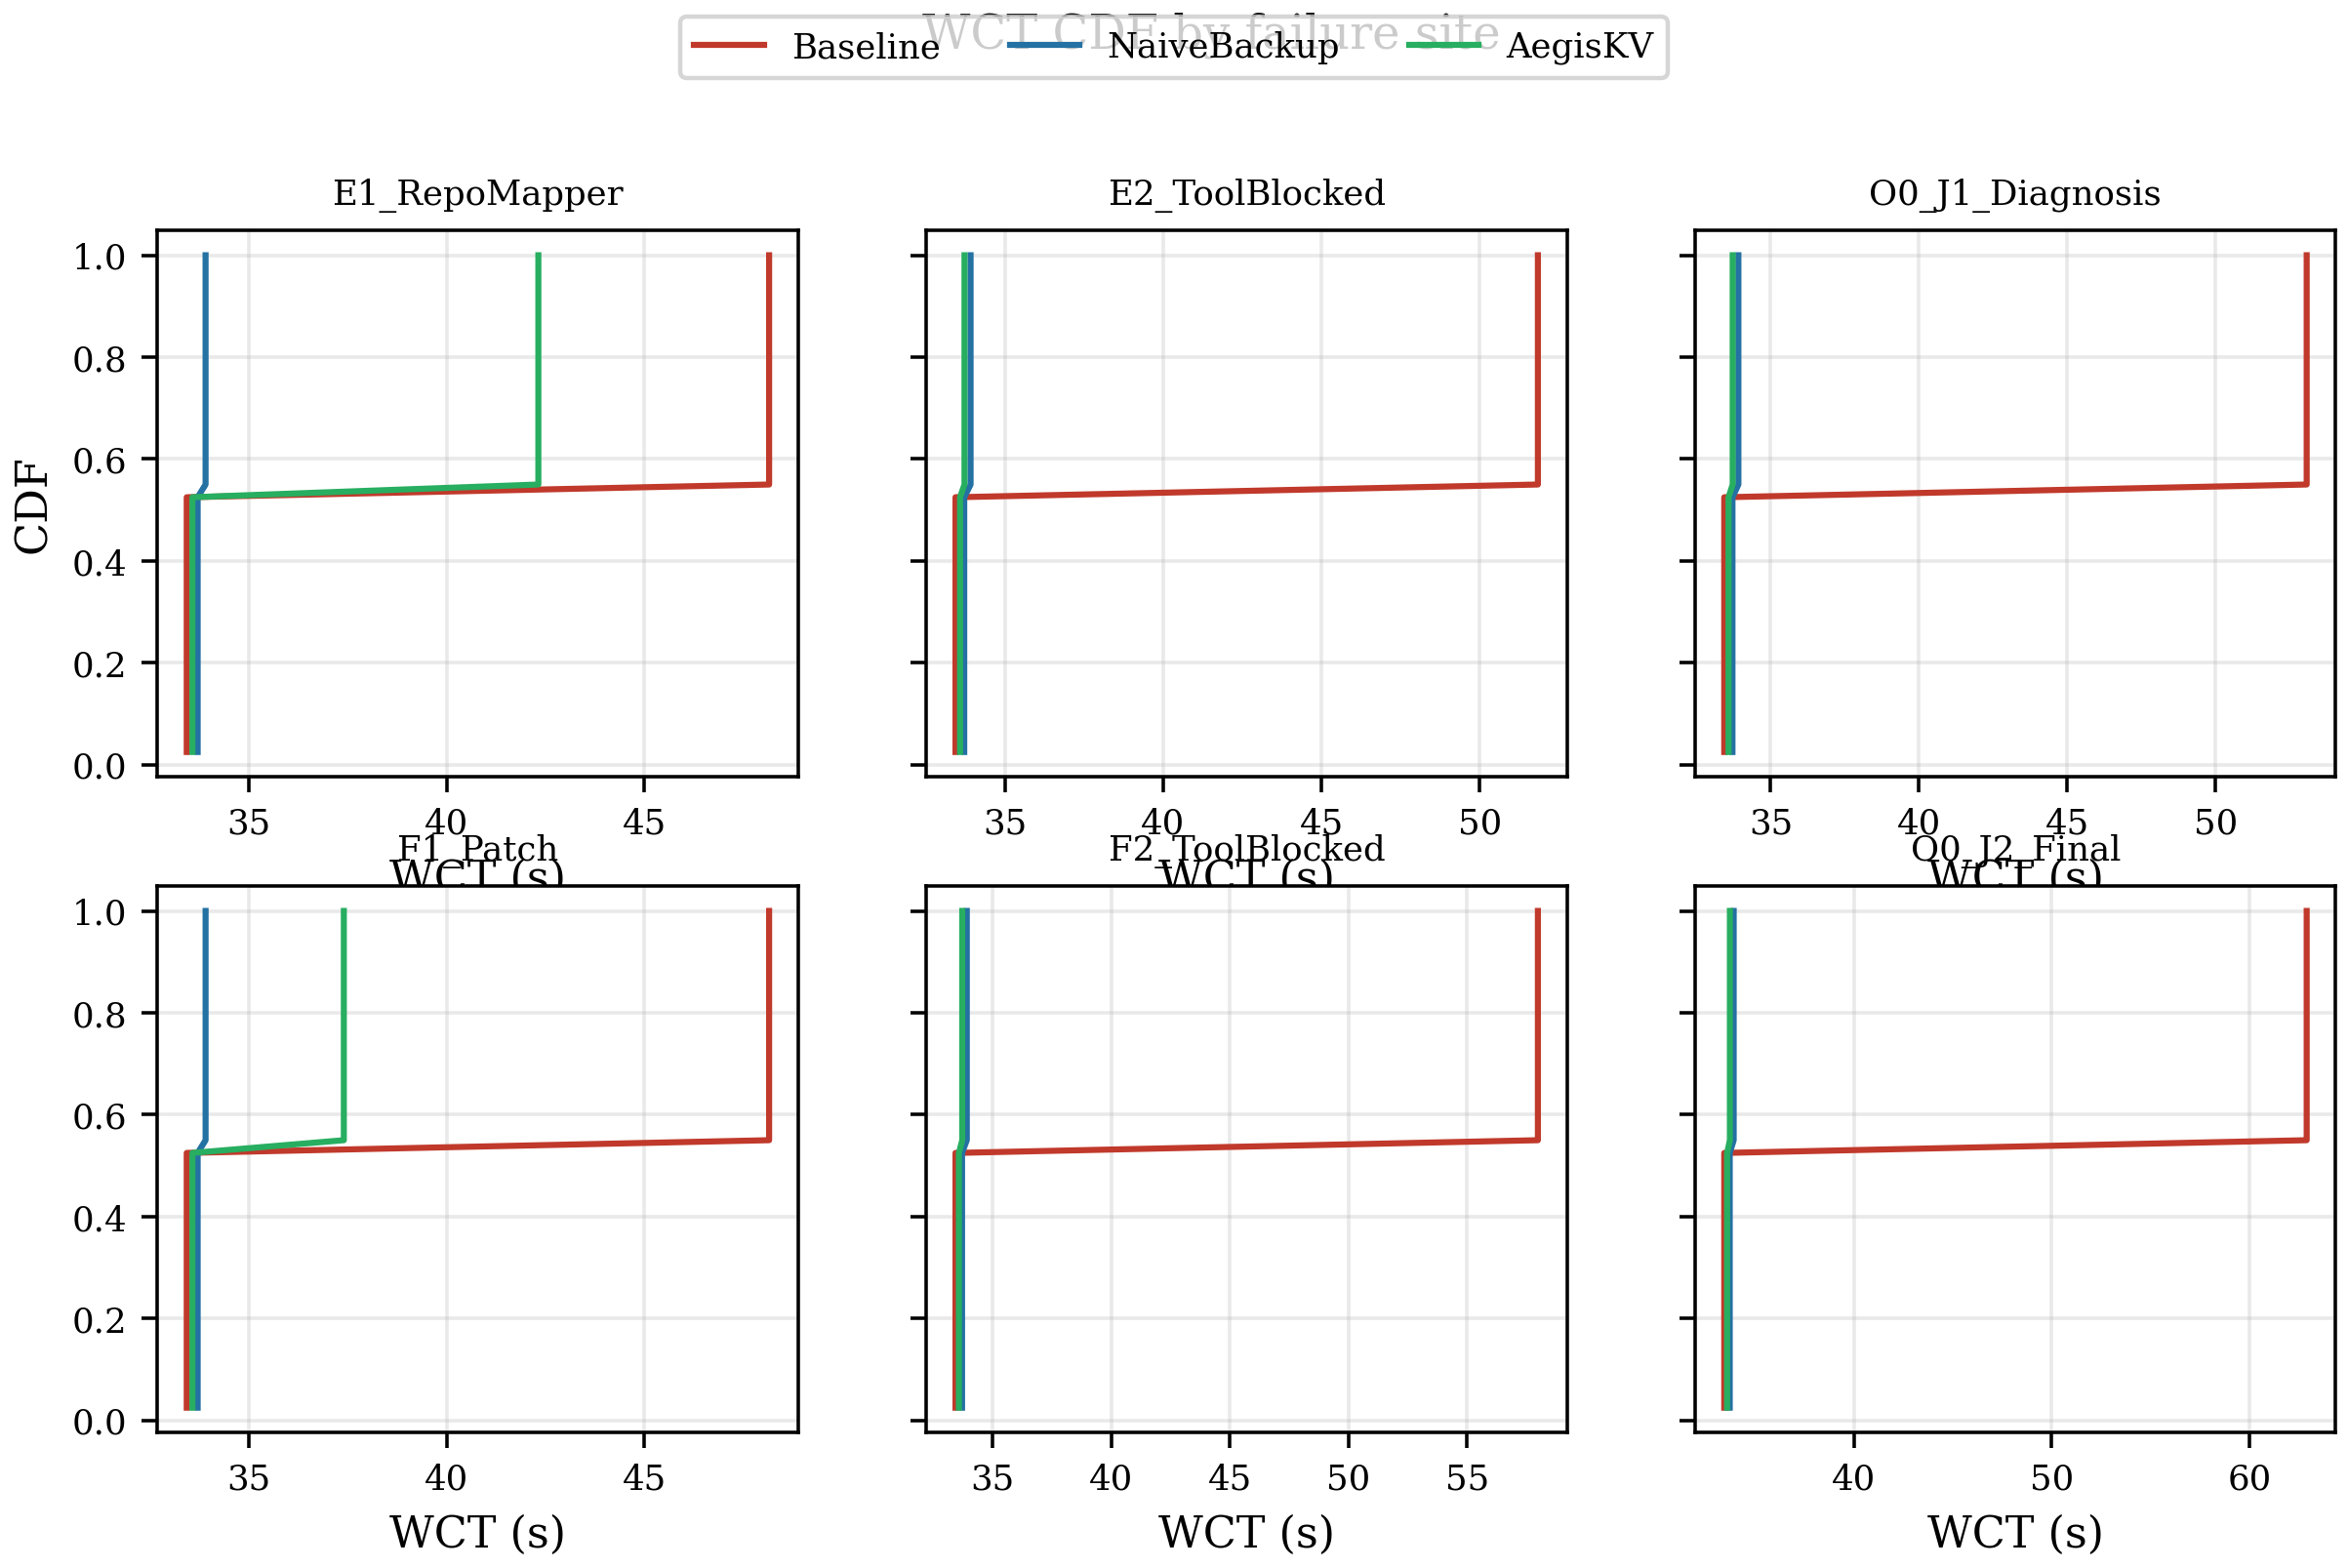 WCT CDF by failure site
Baseline NaiveBackup AegisKV
E1_RepoMapper E2_ToolBlocked O0_J1_Diagnosis
CDF
1.0
0.8
0.6
0.4
0.2
0.0
35 40 45 35 40 45 50 35 40 45 50
WCT (s) WCT (s) WCT (s)
F1_Patch F2_ToolBlocked O0_J2_Final
1.0
0.8
0.6
0.4
0.2
0.0
35 40 45 35 40 45 50 55 40 50 60
WCT (s) WCT (s) WCT (s)